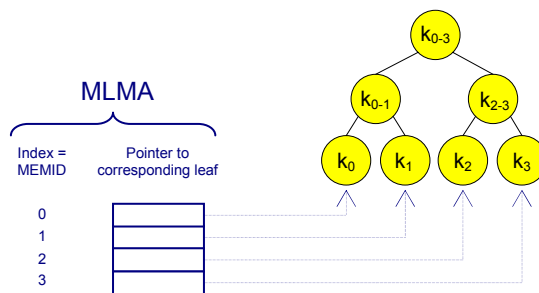 k0-3
MLMA
k0-1
k2-3
Index =
MEMID
Pointer to
corresponding leaf
k0
k1
k2
k3
0
1
2
3